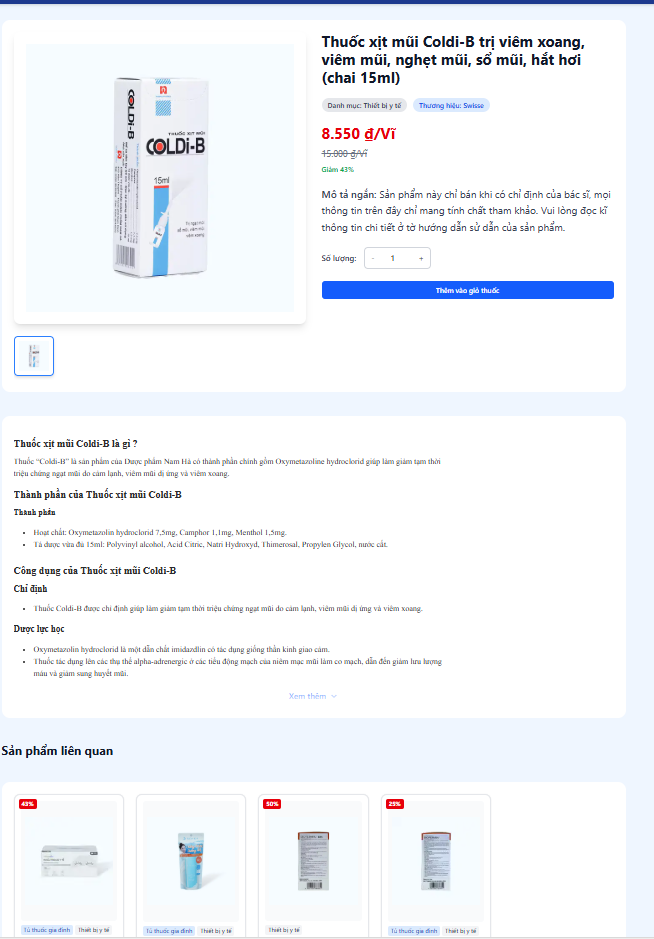 Thuốc xịt mũi Coldi-B trị viêm xoang,
viêm mũi, nghẹt mũi, sổ mũi, hắt hơi
(chai 15ml)
Danh mục: Thiết bị y tế
Thương hiệu: Swisse
8.550 ₫/Vỉ
15.000 ₫/Vỉ
Giảm 43%
Mô tả ngắn: Sản phẩm này chỉ bán khi có chỉ định của bác sĩ, mọi
thông tin trên đây chỉ mang tính chất tham khảo. Vui lòng đọc kĩ
thông tin chi tiết ở tờ hướng dẫn sử dẫn của sản phẩm.
Số lượng:
- 1 +
Thêm vào giỏ thuốc
THUỐC XỊT MŨI
COLDi-B
15ml
COLDi-B
Thuốc xịt mũi Coldi-B là gì ?
Thuốc “Coldi-B” là sản phẩm của Dược phẩm Nam Hà có thành phần chính gồm Oxymetazoline hydroclorid giúp làm giảm tạm thời
triệu chứng ngạt mũi do cảm lạnh, viêm mũi dị ứng và viêm xoang.
Thành phần của Thuốc xịt mũi Coldi-B
Thành phần
Hoạt chất: Oxymetazolin hydroclorid 7,5mg, Camphor 1,1mg, Menthol 1,5mg.
Tá dược vừa đủ 15ml: Polyvinyl alcohol, Acid Citric, Natri Hydroxyd, Thimerosal, Propylen Glycol, nước cất.
Công dụng của Thuốc xịt mũi Coldi-B
Chỉ định
Thuốc Coldi-B được chỉ định giúp làm giảm tạm thời triệu chứng ngạt mũi do cảm lạnh, viêm mũi dị ứng và viêm xoang.
Dược lực học
Oxymetazolin hydroclorid là một dẫn chất imidazdlin có tác dụng giống thần kinh giao cảm.
Thuốc tác dụng lên các thụ thể alpha-adrenergic ở các tiểu động mạch của niêm mạc mũi làm co mạch, dẫn đến giảm lưu lượng
máu và giảm sung huyết mũi.
Xem thêm
Sản phẩm liên quan
43%
50%
25%
Tủ thuốc gia đình Thiết bị y tế
Tủ thuốc gia đình Thiết bị y tế
Thiết bị y tế
Tủ thuốc gia đình Thiết bị y tế